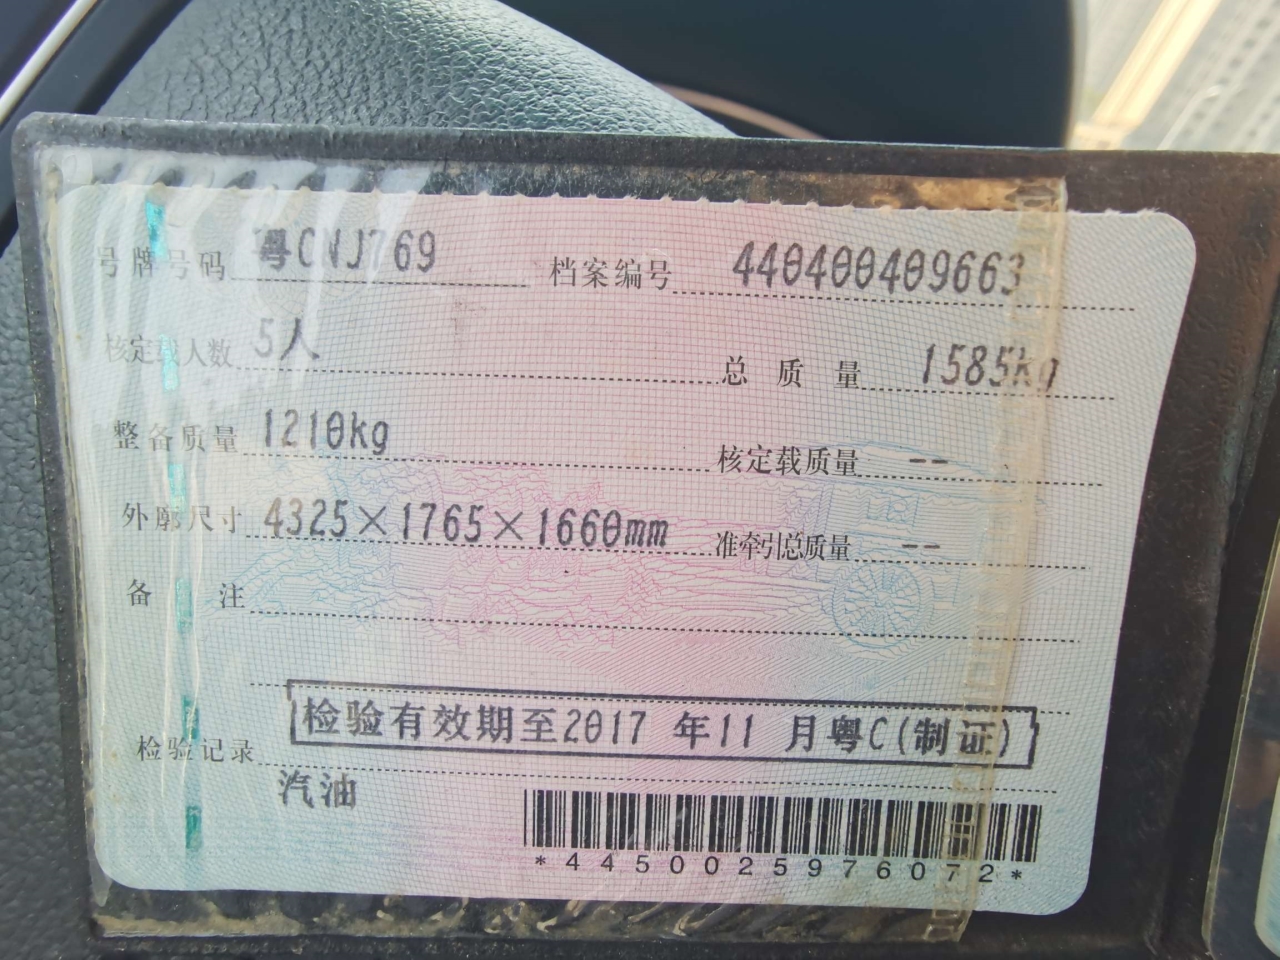 号牌号码 粤CNJ769 档案编号 440400409663
核定载人数 5人 总质量 1585kg
整备质量 1210kg 核定载质量 --
外廓尺寸 4325×1765×1660mm 准牵引总质量 --
备注
检验记录 检验有效期至2017 年11 月粤C(制证)
汽油
*4450025976072*